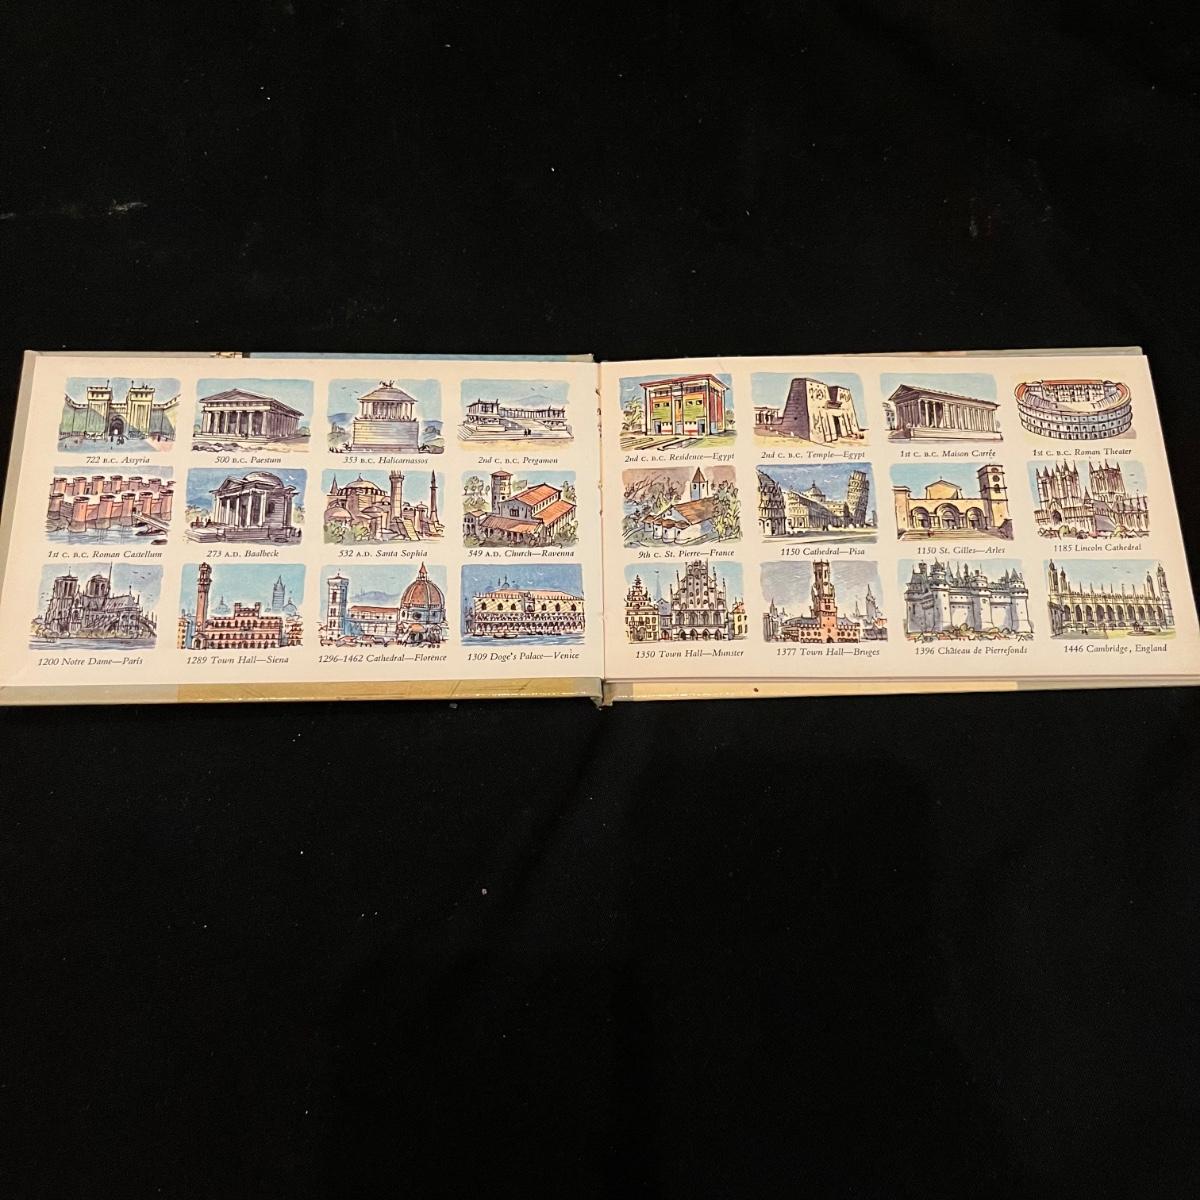 722 B.C. Assyria
500 B.C. Paestum
353 B.C. Halicarnassos
2nd C. B.C. Pergamon
1st C. B.C. Roman Castellum
273 A.D. Baalbeck
532 A.D. Santa Sophia
549 A.D. Church—Ravenna
1200 Notre Dame—Paris
1289 Town Hall—Siena
1296–1462 Cathedral—Florence
1309 Doge's Palace—Venice
2nd C. B.C. Residence—Egypt
2nd C. B.C. Temple—Egypt
1st C. B.C. Maison Carrée
1st C. B.C. Roman Theater
9th C. St. Pierre—France
1150 Cathedral—Pisa
1150 St. Gilles—Arles
1185 Lincoln Cathedral
1350 Town Hall—Munster
1377 Town Hall—Bruges
1396 Château de Pierrefonds
1446 Cambridge, England